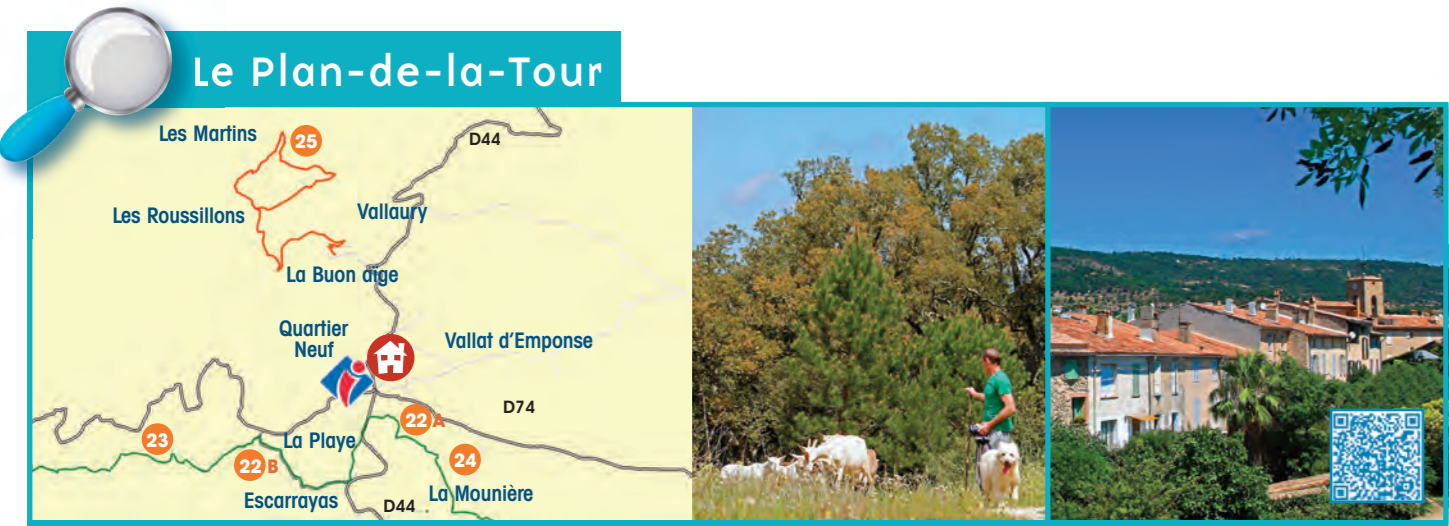 Le Plan-de-la-Tour
Les Martins
25
D44
Les Roussillons
Vallaury
La Buon aïge
Quartier
Neuf
Vallat d'Emponse
D74
22 A
23
La Playe
22 B
24
Escarrayas
D44
La Mounière